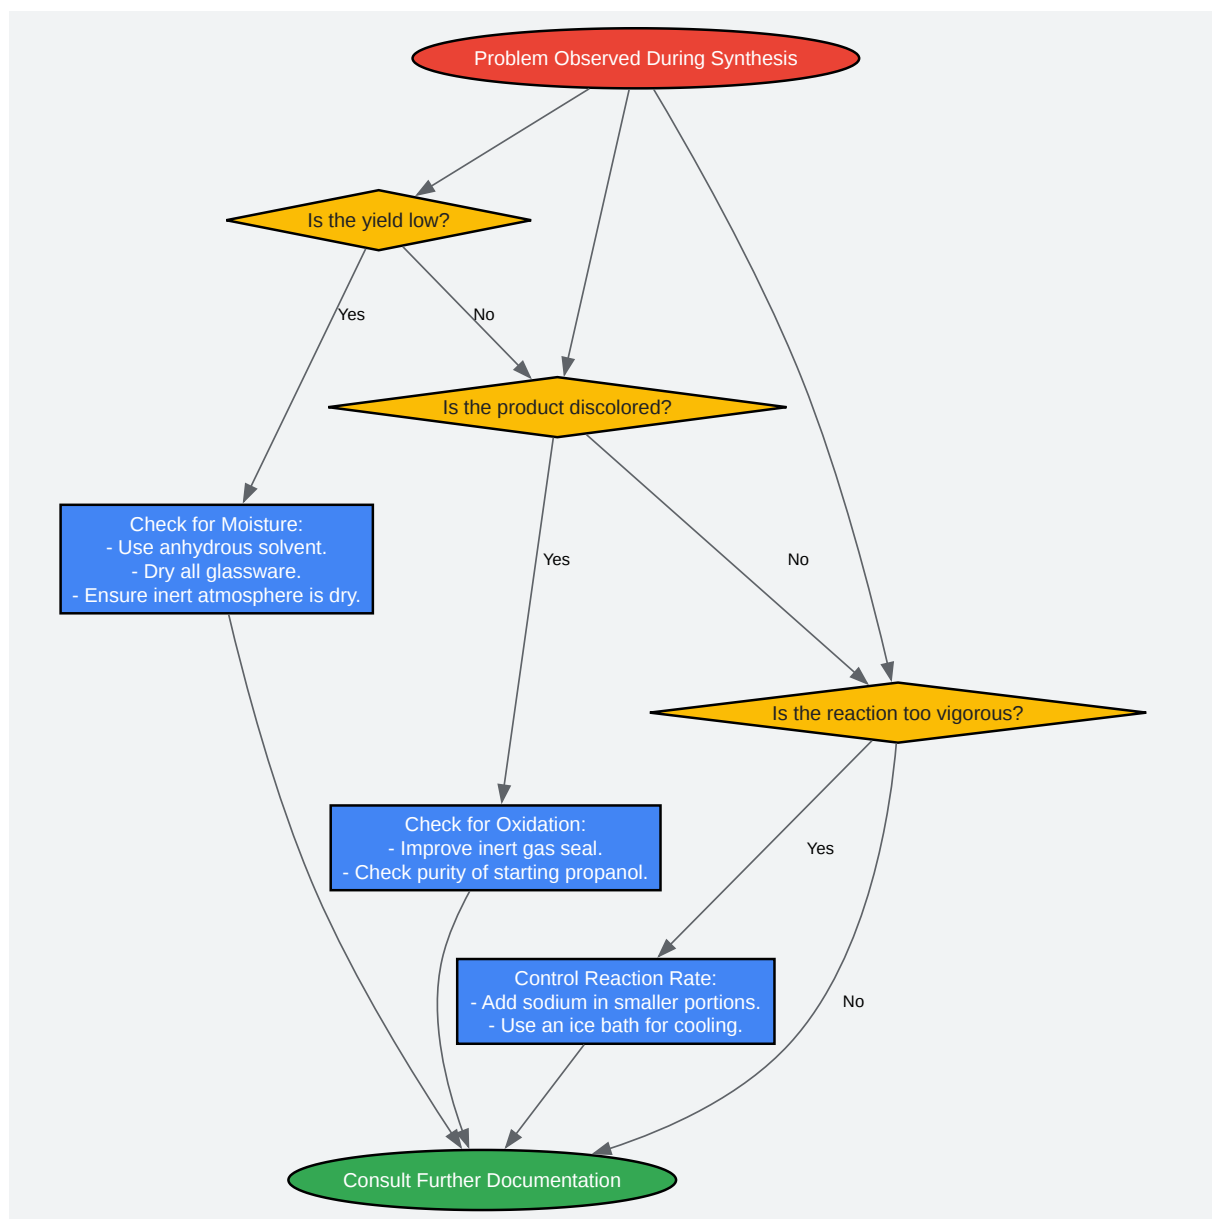 Problem Observed During Synthesis
Is the yield low?
Yes
No
Is the product discolored?
Check for Moisture:
- Use anhydrous solvent.
- Dry all glassware.
- Ensure inert atmosphere is dry.
Yes
No
Is the reaction too vigorous?
Check for Oxidation:
- Improve inert gas seal.
- Check purity of starting propanol.
Yes
Control Reaction Rate:
- Add sodium in smaller portions.
- Use an ice bath for cooling.
No
Consult Further Documentation